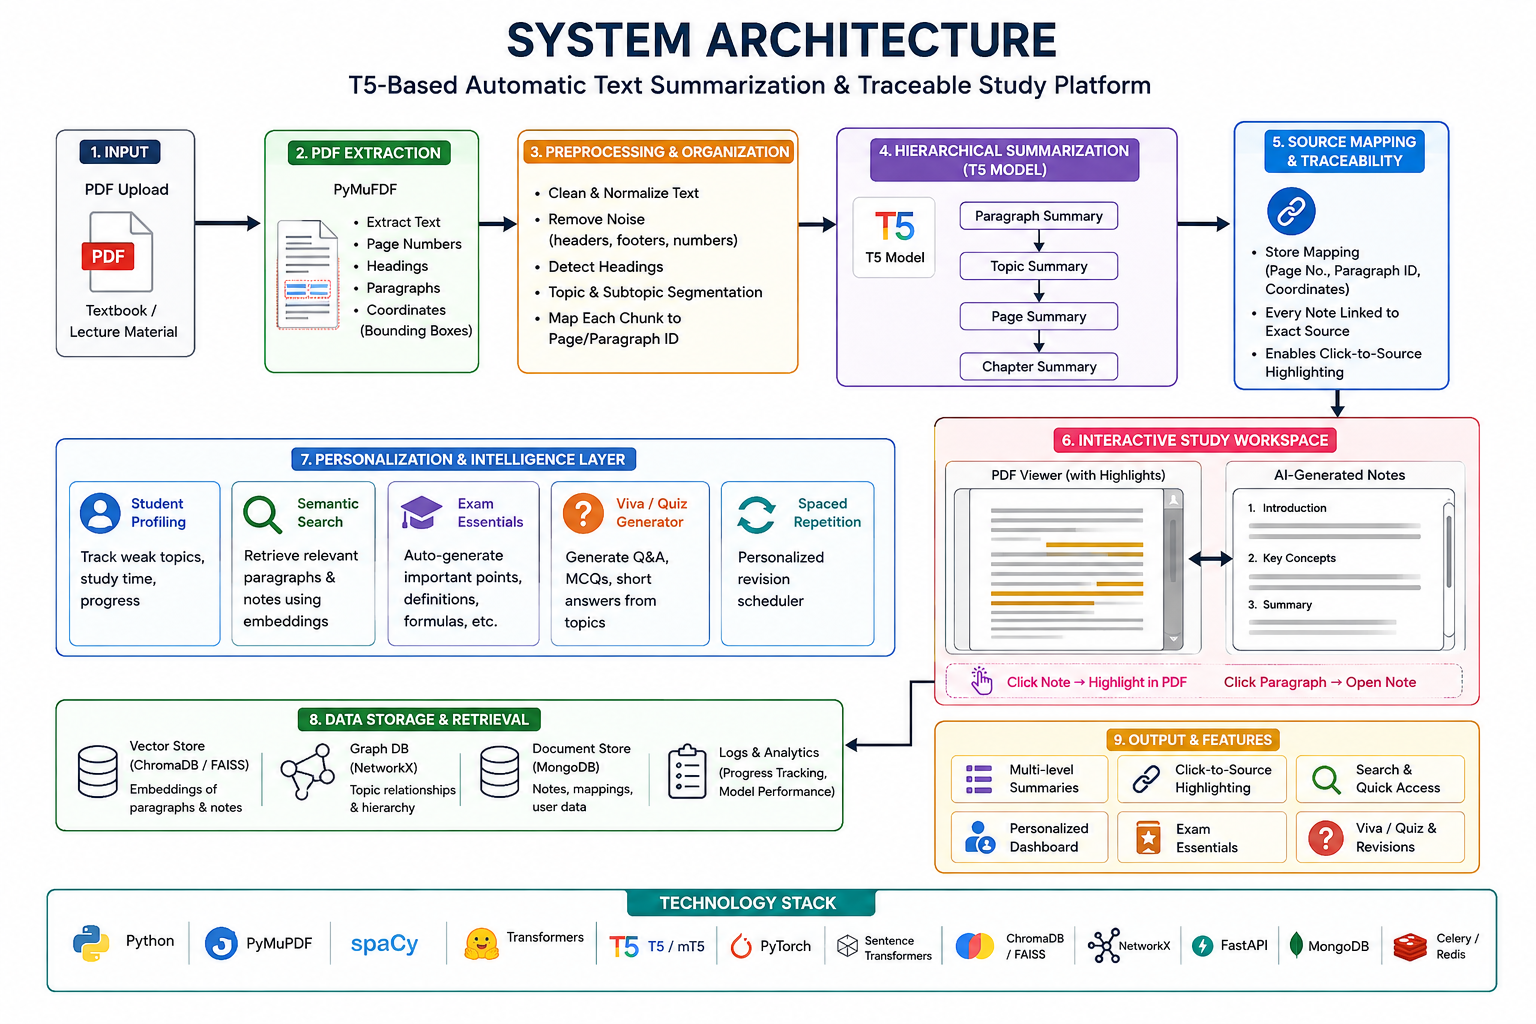 SYSTEM ARCHITECTURE
T5-Based Automatic Text Summarization & Traceable Study Platform
1. INPUT
PDF Upload
PDF
Textbook /
Lecture Material
2. PDF EXTRACTION
PyMuFDF
• Extract Text
• Page Numbers
• Headings
• Paragraphs
• Coordinates
(Bounding Boxes)
3. PREPROCESSING & ORGANIZATION
• Clean & Normalize Text
• Remove Noise
(headers, footers, numbers)
• Detect Headings
• Topic & Subtopic Segmentation
• Map Each Chunk to
Page/Paragraph ID
4. HIERARCHICAL SUMMARIZATION
(T5 MODEL)
T5
T5 Model
Paragraph Summary
Topic Summary
Page Summary
Chapter Summary
5. SOURCE MAPPING
& TRACEABILITY
• Store Mapping
(Page No., Paragraph ID,
Coordinates)
• Every Note Linked to
Exact Source
• Enables Click-to-Source
Highlighting
6. INTERACTIVE STUDY WORKSPACE
PDF Viewer (with Highlights)
AI-Generated Notes
1. Introduction
2. Key Concepts
3. Summary
Click Note → Highlight in PDF
Click Paragraph → Open Note
7. PERSONALIZATION & INTELLIGENCE LAYER
Student
Profiling
Track weak topics,
study time,
progress
Semantic
Search
Retrieve relevant
paragraphs &
notes using
embeddings
Exam
Essentials
Auto-generate
important points,
definitions,
formulas, etc.
Viva / Quiz
Generator
Generate Q&A,
MCQs, short
answers from
topics
Spaced
Repetition
Personalized
revision
scheduler
8. DATA STORAGE & RETRIEVAL
Vector Store
(ChromaDB / FAISS)
Embeddings of
paragraphs & notes
Graph DB
(NetworkX)
Topic relationships
& hierarchy
Document Store
(MongoDB)
Notes, mappings,
user data
Logs & Analytics
(Progress Tracking,
Model Performance)
9. OUTPUT & FEATURES
Multi-level
Summaries
Click-to-Source
Highlighting
Search &
Quick Access
Personalized
Dashboard
Exam
Essentials
Viva / Quiz &
Revisions
TECHNOLOGY STACK
Python
PyMuPDF
spaCy
Transformers
T5 T5 / mT5
PyTorch
Sentence
Transformers
ChromaDB
/ FAISS
NetworkX
FastAPI
MongoDB
Celery /
Redis